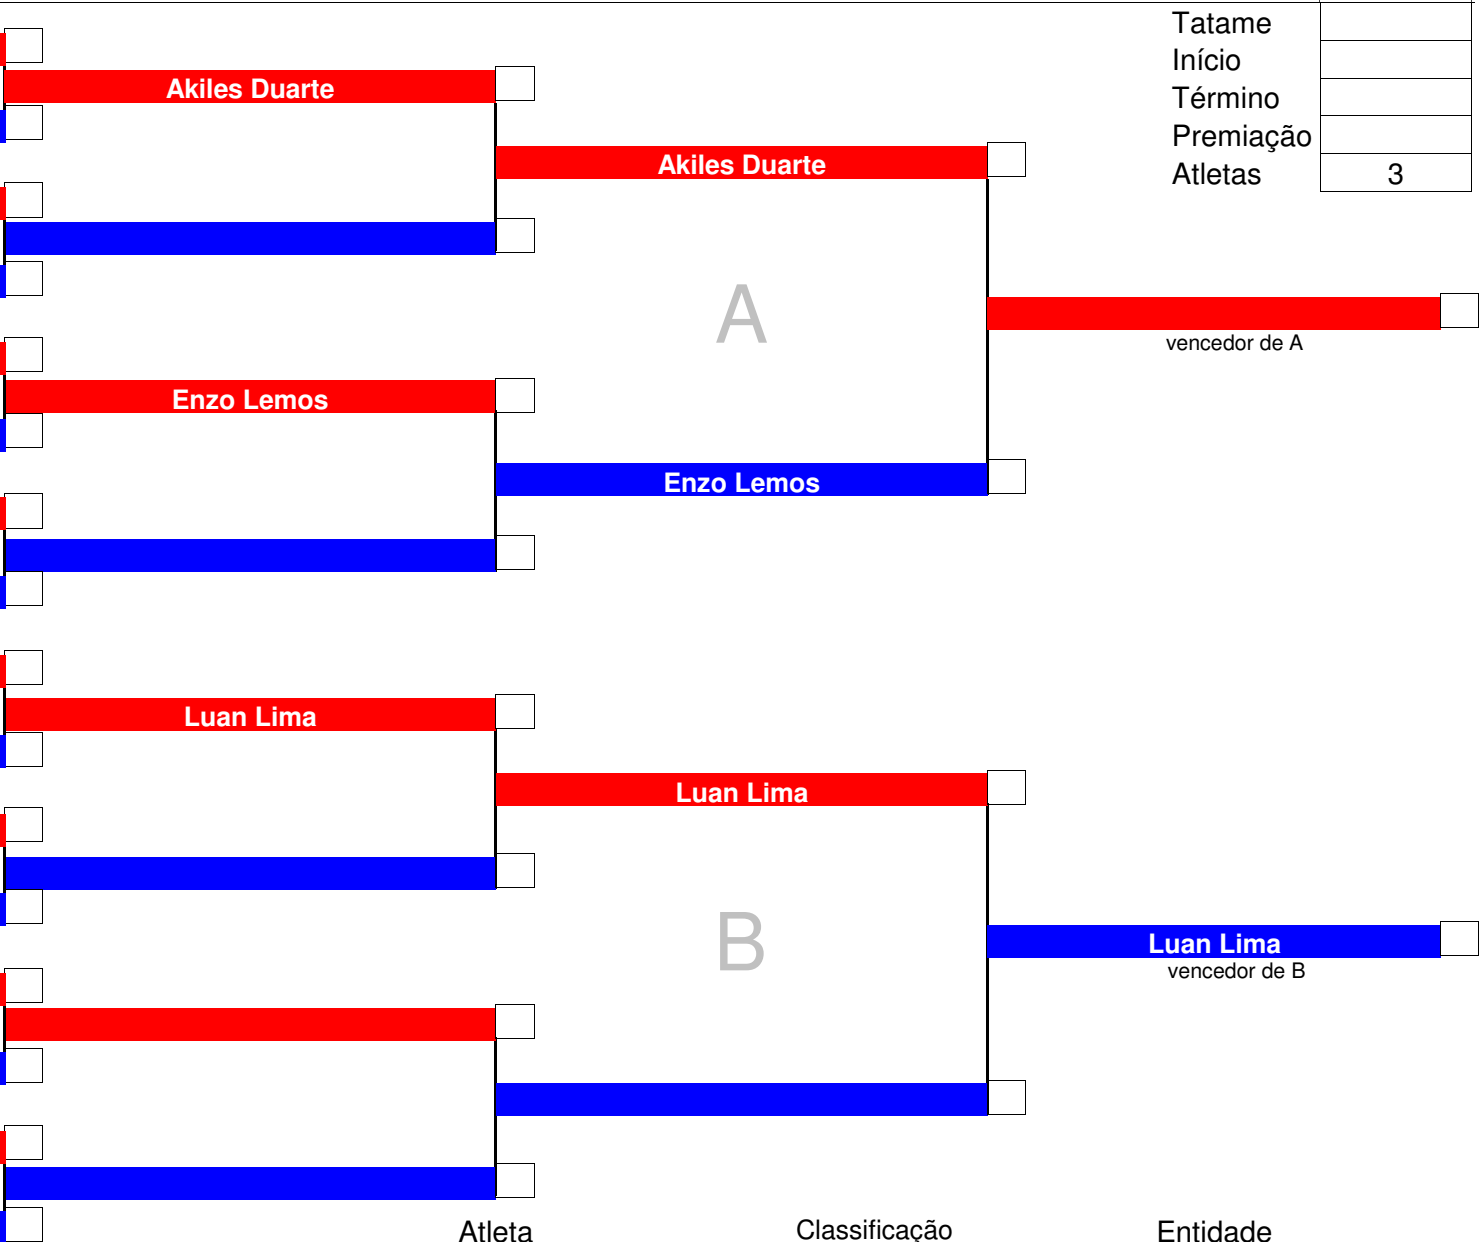 Tatame
Início
Akiles Duarte
Término
Premiação
Akiles Duarte
Atletas 3
A
vencedor de A
Enzo Lemos
Enzo Lemos
Luan Lima
Luan Lima
B
Luan Lima
vencedor de B
Atleta Classificação Entidade